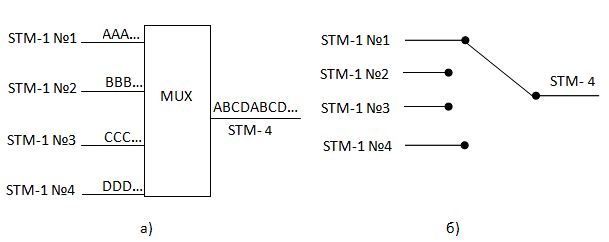 STM-1 №1
AAA...
STM-1 №2
BBB...
STM-1 №3
CCC...
STM-1 №4
DDD...
MUX
ABCDABCD...
STM- 4
а)
STM-1 №1
STM-1 №2
STM-1 №3
STM-1 №4
STM- 4
б)